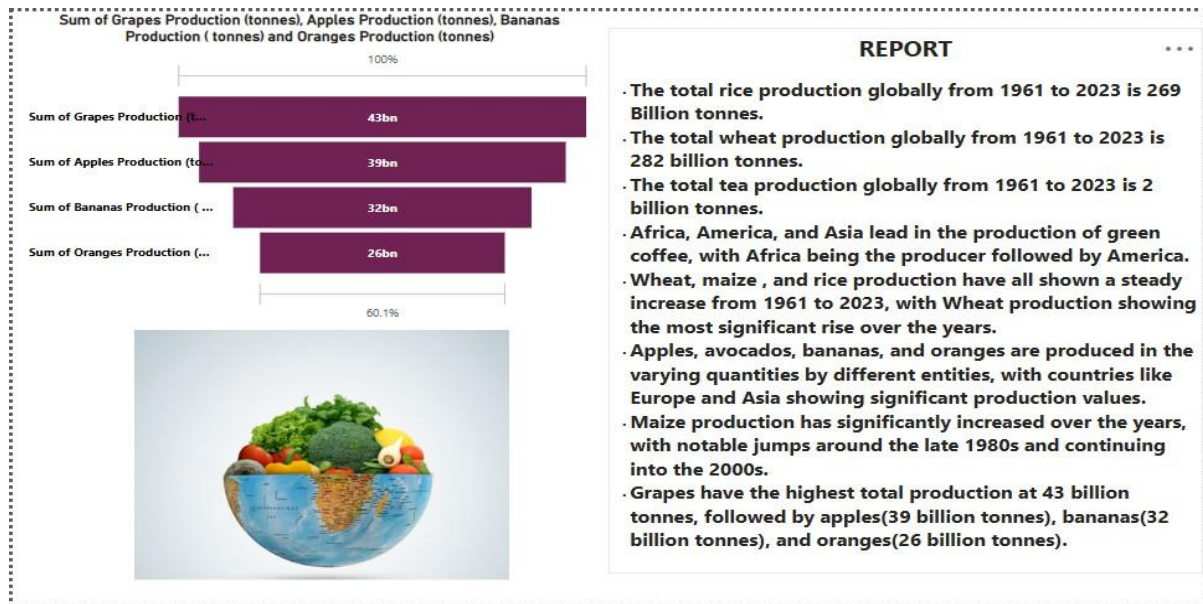 Sum of Grapes Production (tonnes), Apples Production (tonnes), Bananas
Production ( tonnes) and Oranges Production (tonnes)
100%
Sum of Grapes Production (t...
43bn
Sum of Apples Production (to...
39bn
Sum of Bananas Production ( ...
32bn
Sum of Oranges Production (...
26bn
60.1%
REPORT
· The total rice production globally from 1961 to 2023 is 269
Billion tonnes.
· The total wheat production globally from 1961 to 2023 is
282 billion tonnes.
· The total tea production globally from 1961 to 2023 is 2
billion tonnes.
· Africa, America, and Asia lead in the production of green
coffee, with Africa being the producer followed by America.
· Wheat, maize , and rice production have all shown a steady
increase from 1961 to 2023, with Wheat production showing
the most significant rise over the years.
· Apples, avocados, bananas, and oranges are produced in the
varying quantities by different entities, with countries like
Europe and Asia showing significant production values.
· Maize production has significantly increased over the years,
with notable jumps around the late 1980s and continuing
into the 2000s.
· Grapes have the highest total production at 43 billion
tonnes, followed by apples(39 billion tonnes), bananas(32
billion tonnes), and oranges(26 billion tonnes).